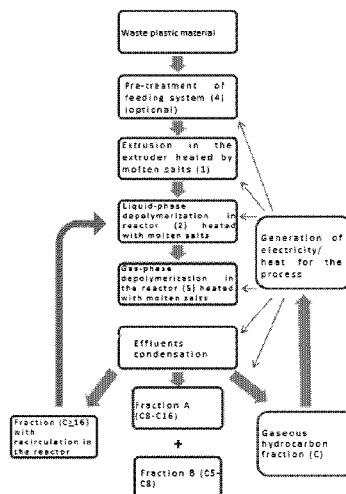 Waste plastic material
Pre-treatment of
feeding system (4)
(optional)
Extrusion in the
extruder heated by
molten salts (1)
Liquid-phase
depolymerization in
reactor (2) heated
with molten salts
Gas-phase
depolymerization in
the reactor (5) heated
with molten salts
Generation of
electricity/
heat for the
process
Effluents
condensation
Fraction (C≥16)
with
recirculation in
the reactor
Fraction A
(C8-C16)
+
Fraction B (C5-
C8)
Gaseous
hydrocarbon
fraction (C)